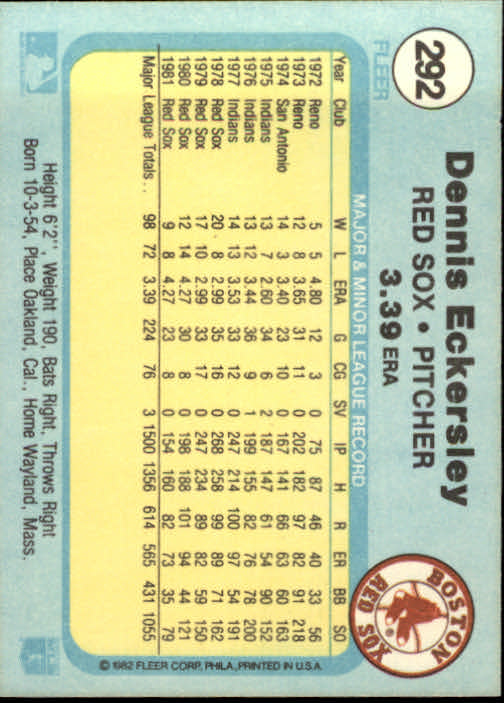 292
FLEER
Dennis Eckersley
RED SOX • PITCHER
3.39 ERA
BOSTON RED SOX
MAJOR & MINOR LEAGUE RECORD
Year Club W L ERA G CG SV IP H R ER BB SO
1972 Reno 5 5 4.80 12 3 0 75 87 46 40 33 56
1973 Reno 12 8 3.65 31 11 0 202 182 97 82 91 218
1974 San Antonio 14 3 3.40 23 10 0 167 141 66 63 60 163
1975 Indians 13 7 2.60 34 6 2 187 147 61 54 90 152
1976 Indians 13 12 3.44 36 9 1 199 155 82 76 78 200
1977 Indians 14 13 3.53 33 12 0 247 214 100 97 54 191
1978 Red Sox 20 8 2.99 35 16 0 268 258 99 89 71 162
1979 Red Sox 17 10 2.99 33 17 0 247 234 89 82 59 150
1980 Red Sox 12 14 4.27 30 8 0 198 188 101 94 44 121
1981 Red Sox 9 8 4.27 23 8 0 154 160 82 73 35 79
Major League Totals . . 98 72 3.39 224 76 3 1500 1356 614 565 431 1055
© 1982 FLEER CORP., PHILA., PRINTED IN U.S.A.
Height 6'2", Weight 190, Bats Right, Throws Right
Born 10-3-54, Place Oakland, Cal., Home Wayland, Mass.